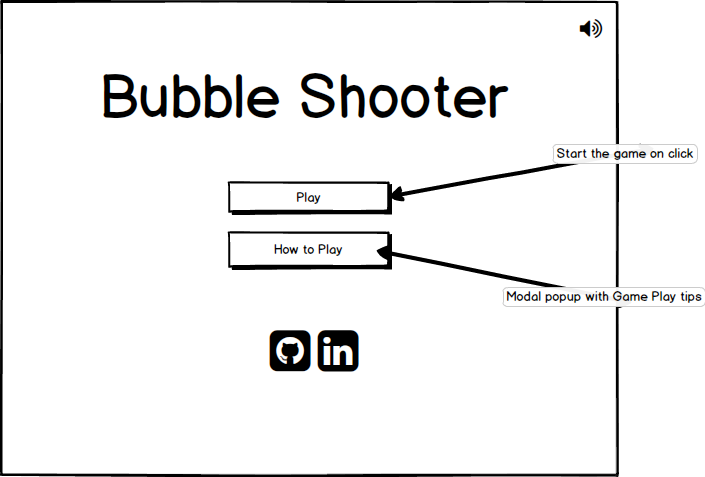 Bubble Shooter
Start the game on click
Play
How to Play
Modal popup with Game Play tips
in